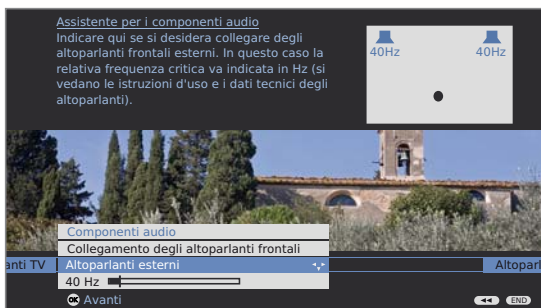 Assistente per i componenti audio
Indicare qui se si desidera collegare degli
altoparlanti frontali esterni. In questo caso la
relativa frequenza critica va indicata in Hz (si
vedano le istruzioni d'uso e i dati tecnici degli
altoparlanti).
40Hz 40Hz
Componenti audio
Collegamento degli altoparlanti frontali
anti TV Altoparlanti esterni Altoparl
40 Hz
OK Avanti END